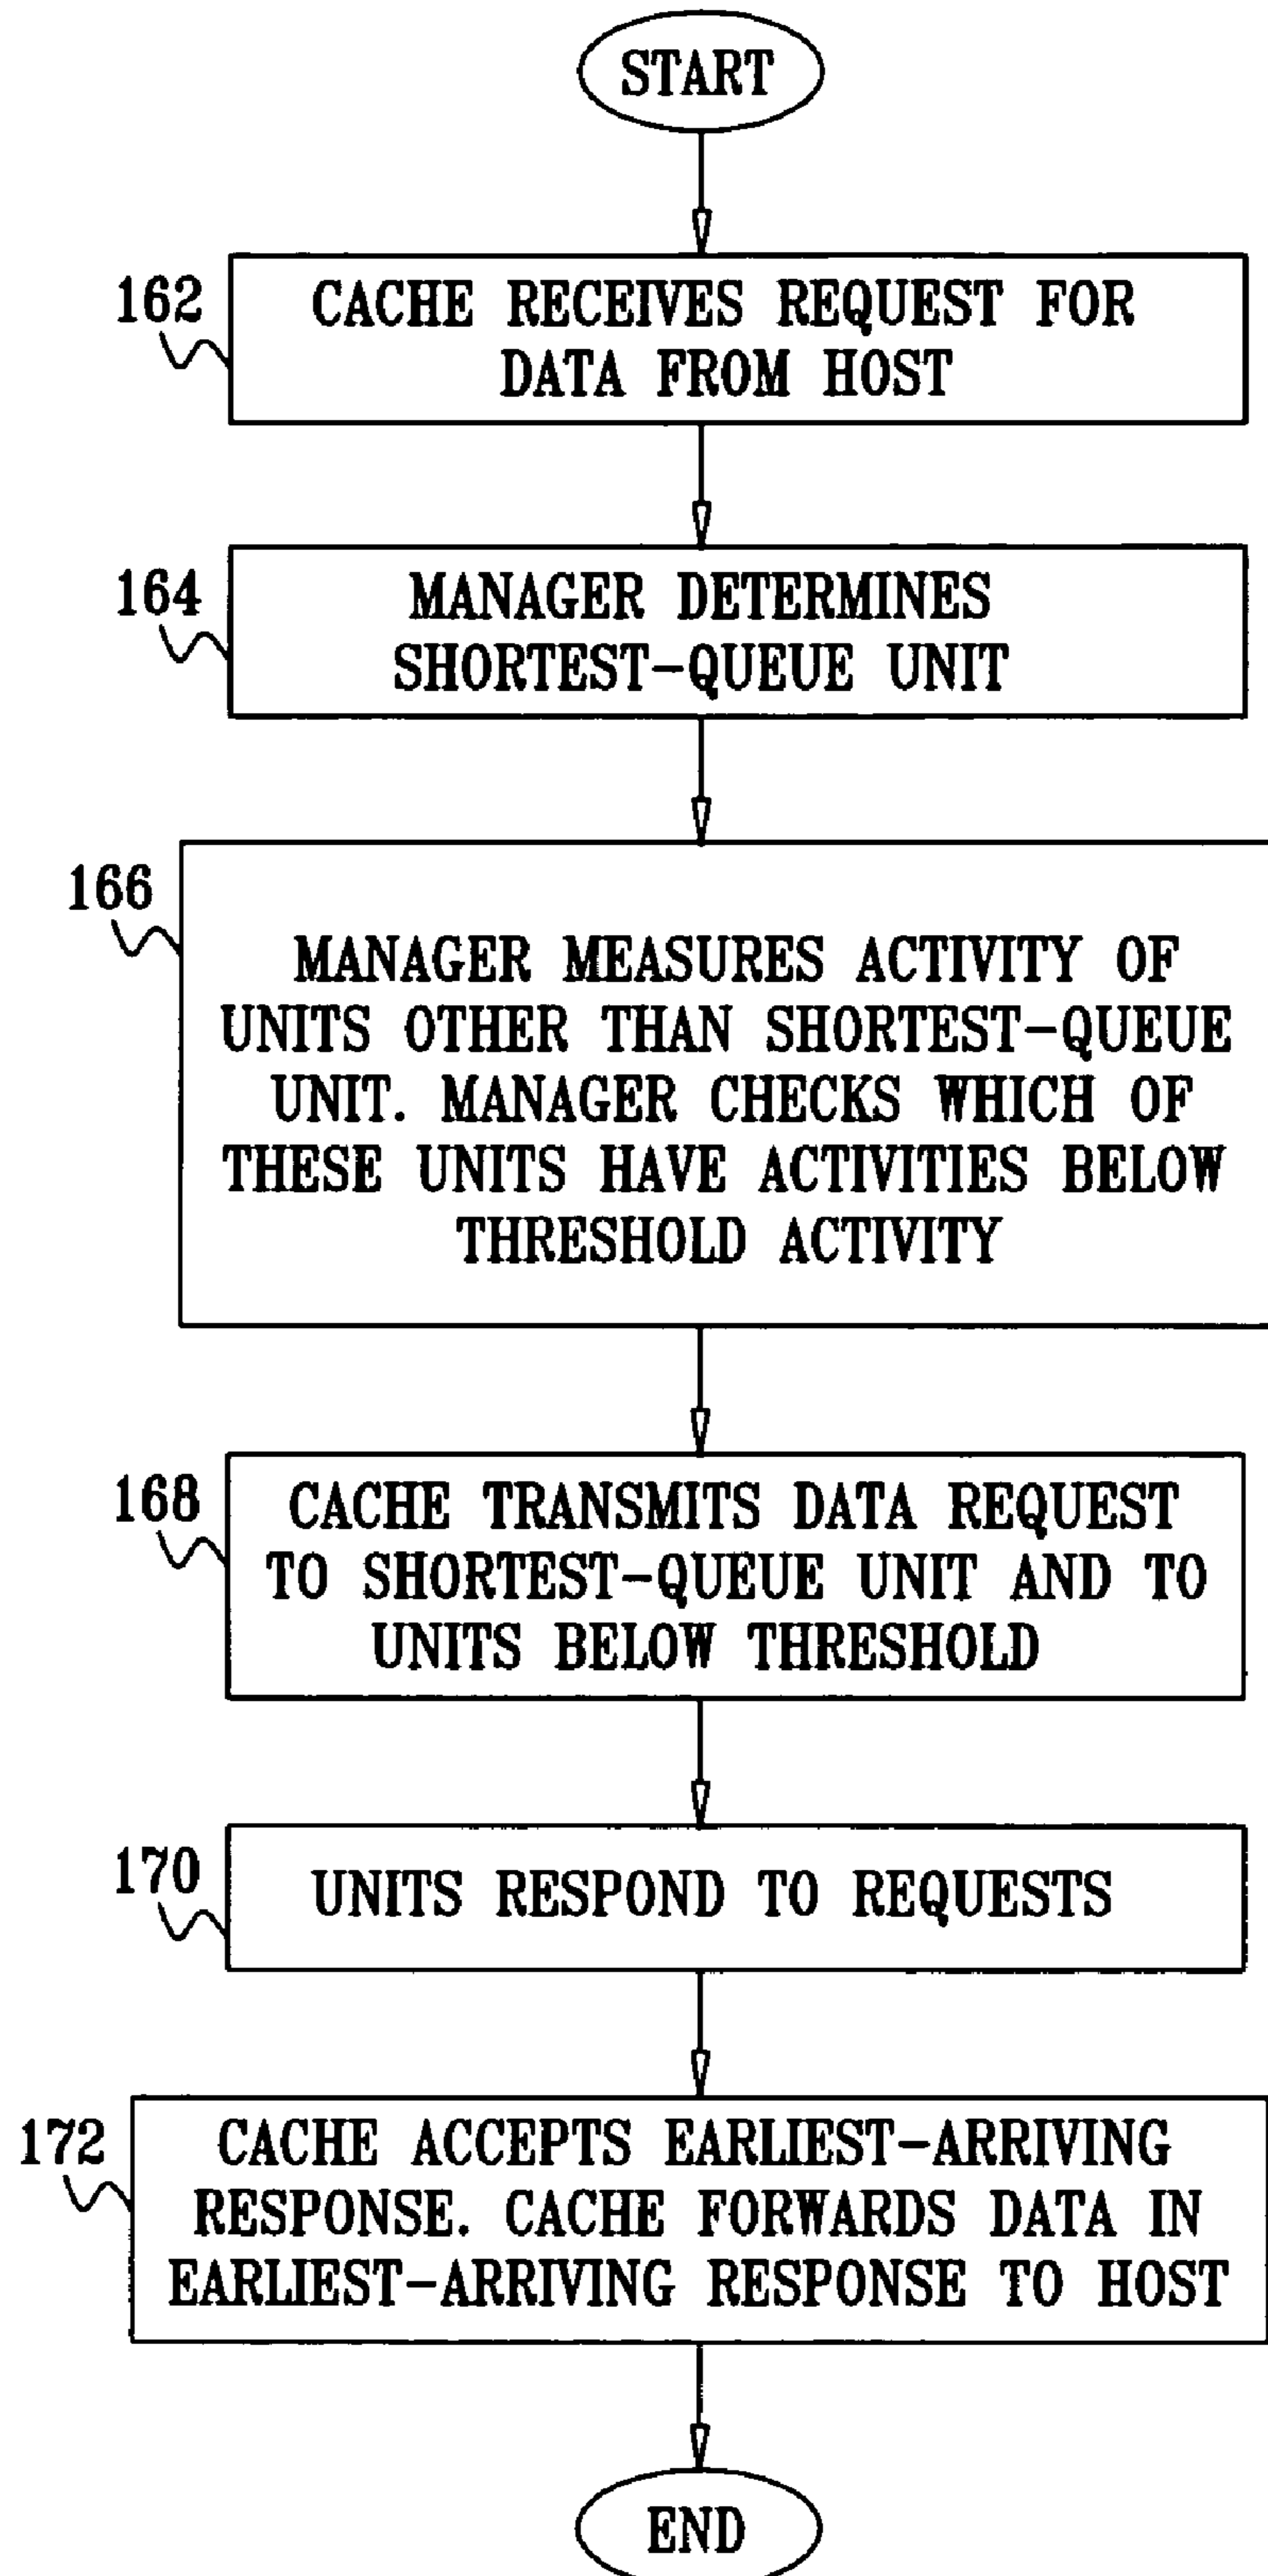 START
162
CACHE RECEIVES REQUEST FOR
DATA FROM HOST
164
MANAGER DETERMINES
SHORTEST-QUEUE UNIT
166
MANAGER MEASURES ACTIVITY OF
UNITS OTHER THAN SHORTEST-QUEUE
UNIT. MANAGER CHECKS WHICH OF
THESE UNITS HAVE ACTIVITIES BELOW
THRESHOLD ACTIVITY
168
CACHE TRANSMITS DATA REQUEST
TO SHORTEST-QUEUE UNIT AND TO
UNITS BELOW THRESHOLD
170
UNITS RESPOND TO REQUESTS
172
CACHE ACCEPTS EARLIEST-ARRIVING
RESPONSE. CACHE FORWARDS DATA IN
EARLIEST-ARRIVING RESPONSE TO HOST
END